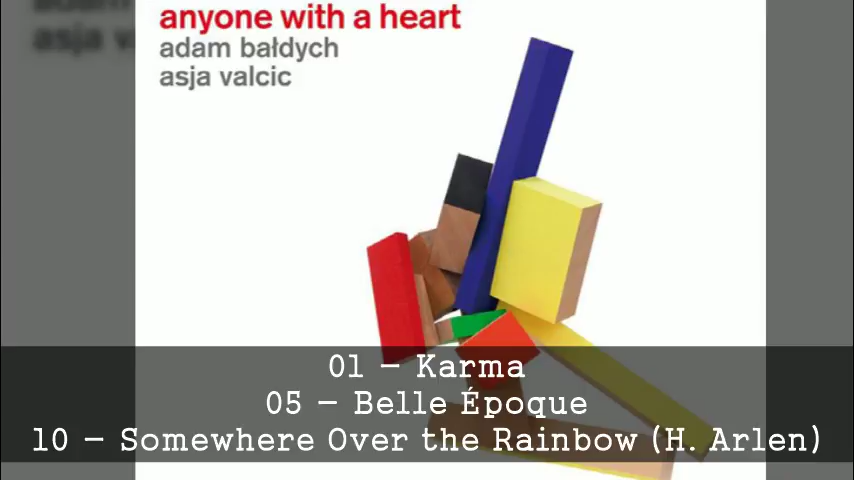 anyone with a heart
adam bałdych
asja valcic
01 – Karma
05 – Belle Époque
10 – Somewhere Over the Rainbow (H. Arlen)